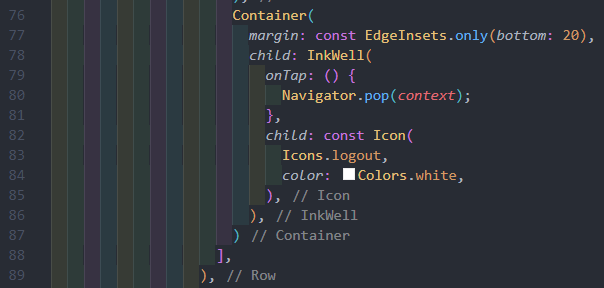 76 Container(
77 margin: const EdgeInsets.only(bottom: 20),
78 child: InkWell(
79 onTap: () {
80 Navigator.pop(context);
81 },
82 child: const Icon(
83 Icons.logout,
84 color: Colors.white,
85 ), // Icon
86 ), // InkWell
87 ) // Container
88 ],
89 ), // Row